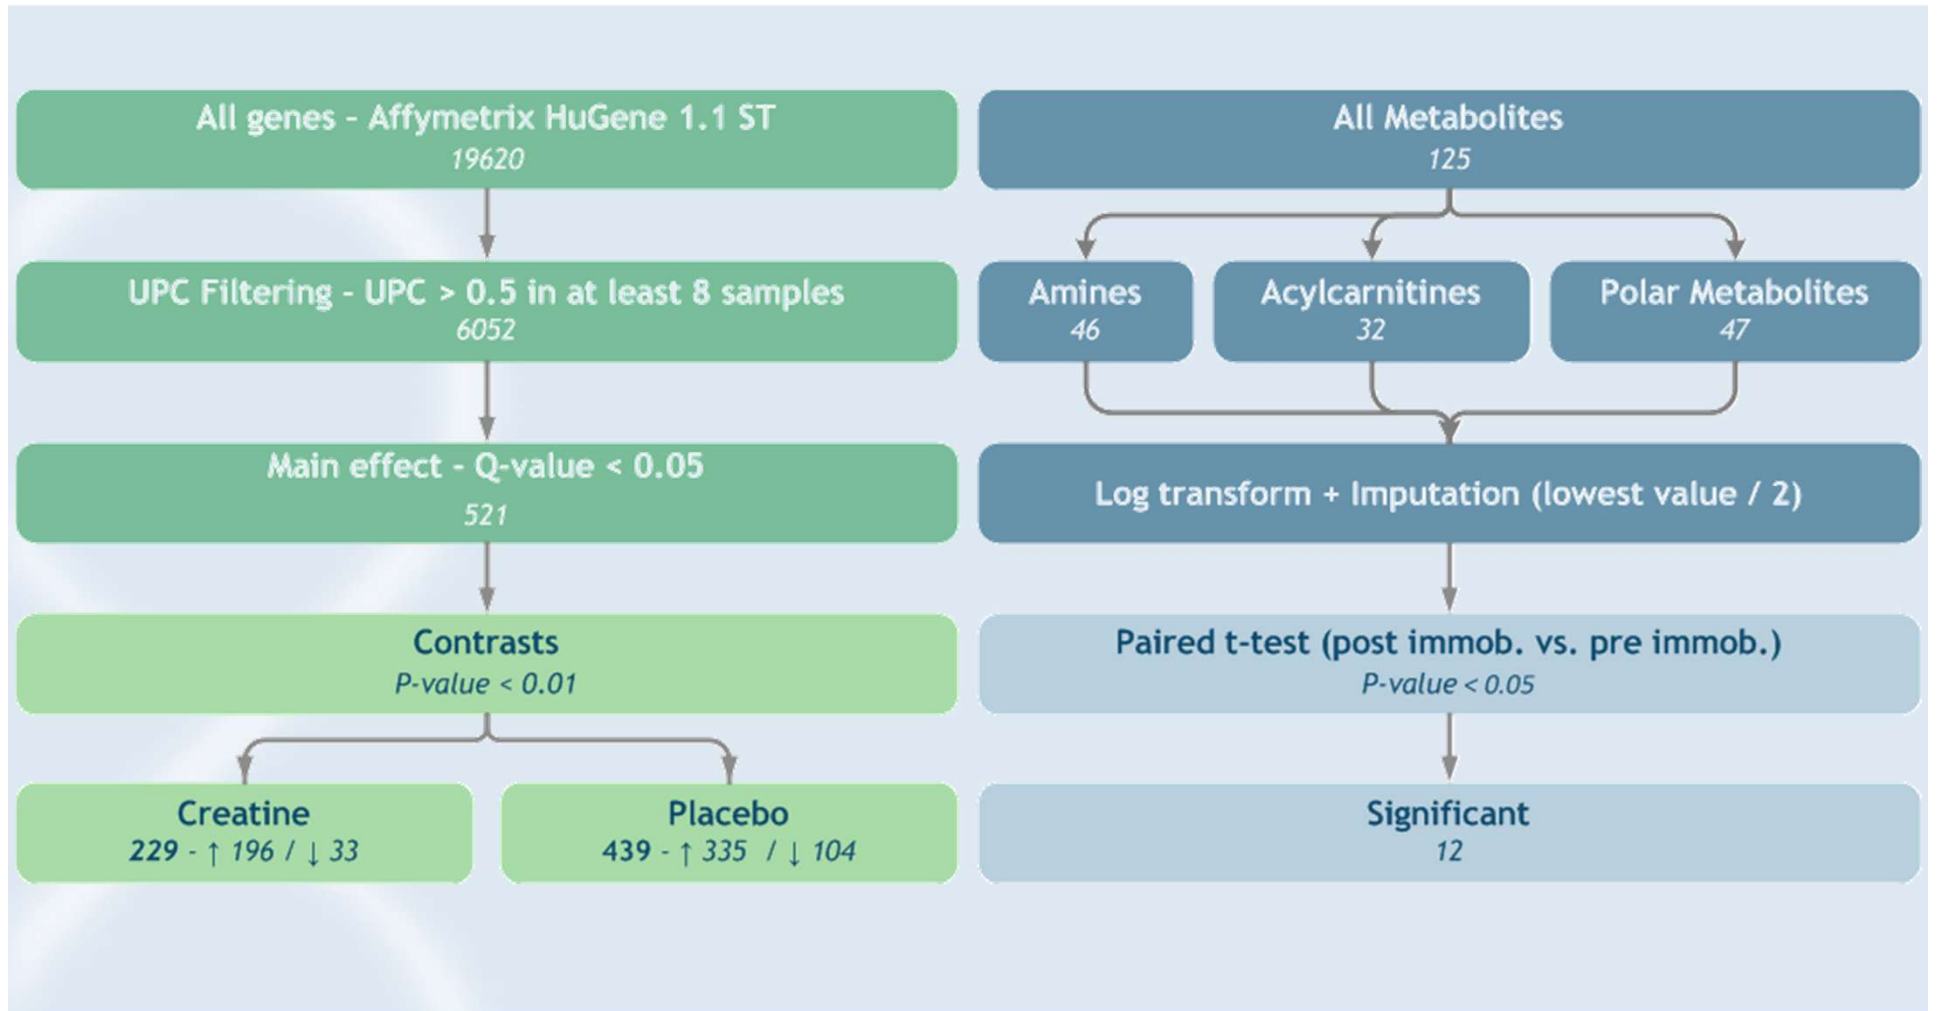 All genes – Affymetrix HuGene 1.1 ST
19620
UPC Filtering – UPC > 0.5 in at least 8 samples
6052
Main effect – Q-value < 0.05
521
Contrasts
P-value < 0.01
Creatine
229 - ↑ 196 / ↓ 33
Placebo
439 - ↑ 335 / ↓ 104
All Metabolites
125
Amines
46
Acylcarnitines
32
Polar Metabolites
47
Log transform + Imputation (lowest value / 2)
Paired t-test (post immob. vs. pre immob.)
P-value < 0.05
Significant
12